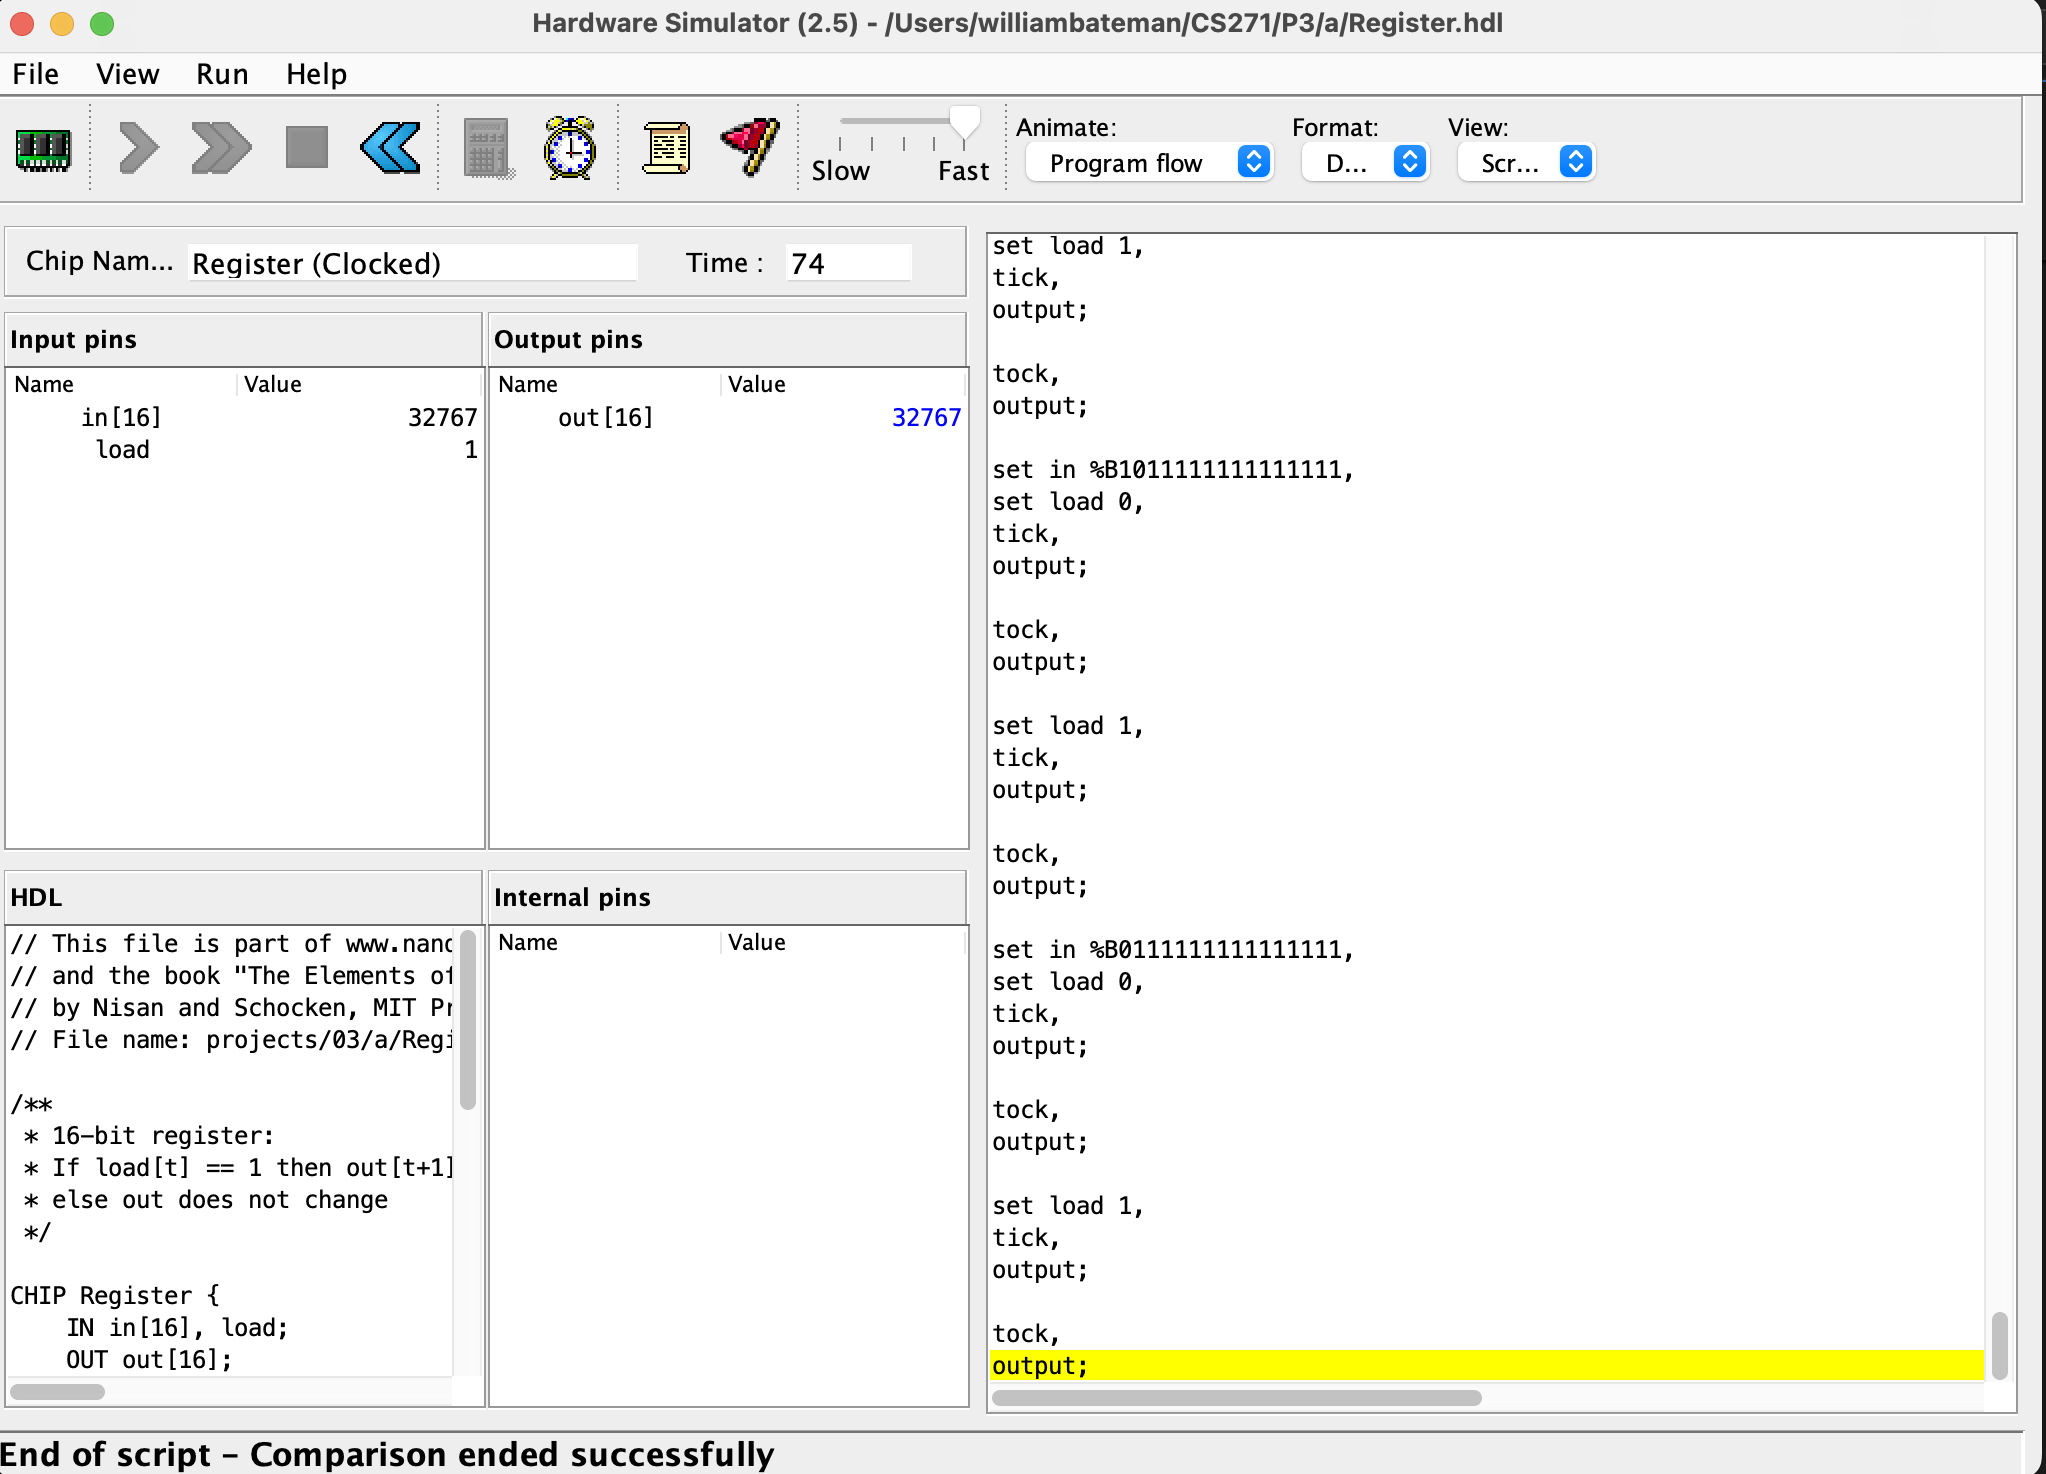 Hardware Simulator (2.5) - /Users/williambateman/CS271/P3/a/Register.hdl
File View Run Help
Slow Fast
Animate: Format: View:
Program flow D... Scr...
Chip Nam... Register (Clocked) Time : 74
Input pins
Name Value
in[16] 32767
load 1
Output pins
Name Value
out[16] 32767
HDL
// This file is part of www.nand
// and the book "The Elements of
// by Nisan and Schocken, MIT Pr
// File name: projects/03/a/Regi
/**
* 16-bit register:
* If load[t] == 1 then out[t+1]
* else out does not change
*/
CHIP Register {
IN in[16], load;
OUT out[16];
Internal pins
Name Value
set load 1,
tick,
output;
tock,
output;
set in %B1011111111111111,
set load 0,
tick,
output;
tock,
output;
set load 1,
tick,
output;
tock,
output;
set in %B0111111111111111,
set load 0,
tick,
output;
tock,
output;
set load 1,
tick,
output;
tock,
output;
End of script - Comparison ended successfully